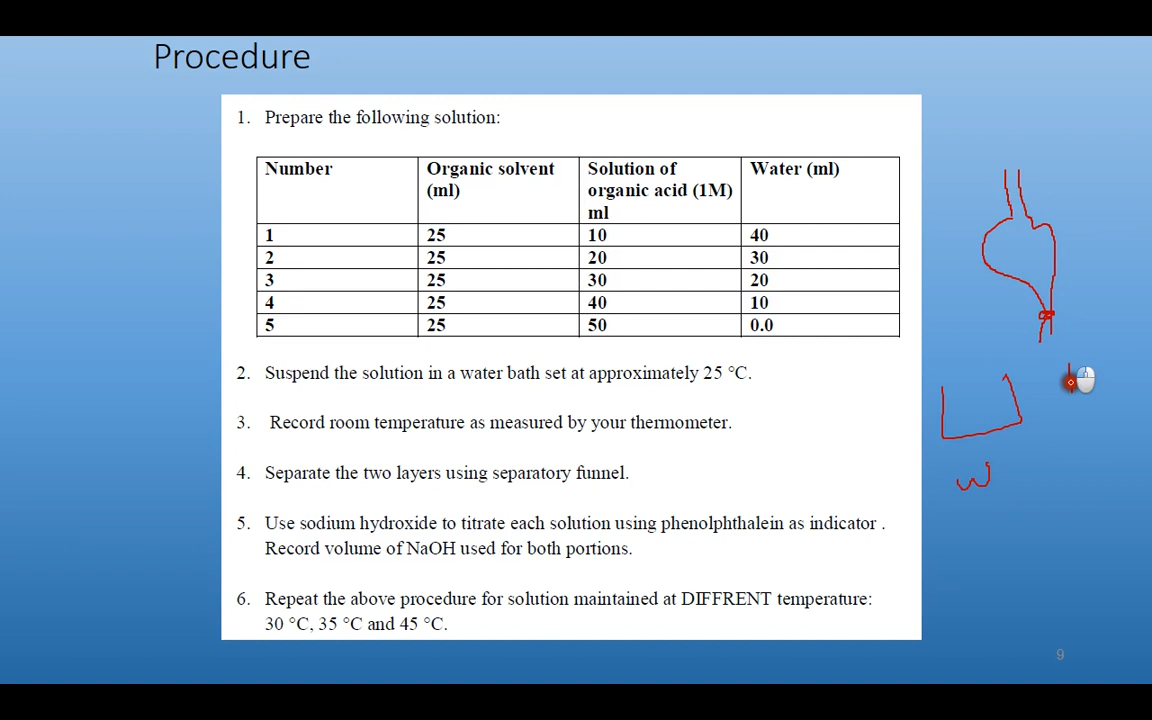 Procedure
1. Prepare the following solution:
Number Organic solvent (ml) Solution of organic acid (1M) ml Water (ml)
1 25 10 40
2 25 20 30
3 25 30 20
4 25 40 10
5 25 50 0.0
2. Suspend the solution in a water bath set at approximately 25 °C.
3. Record room temperature as measured by your thermometer.
4. Separate the two layers using separatory funnel.
5. Use sodium hydroxide to titrate each solution using phenolphthalein as indicator .
Record volume of NaOH used for both portions.
6. Repeat the above procedure for solution maintained at DIFFRENT temperature:
30 °C, 35 °C and 45 °C.
w
9